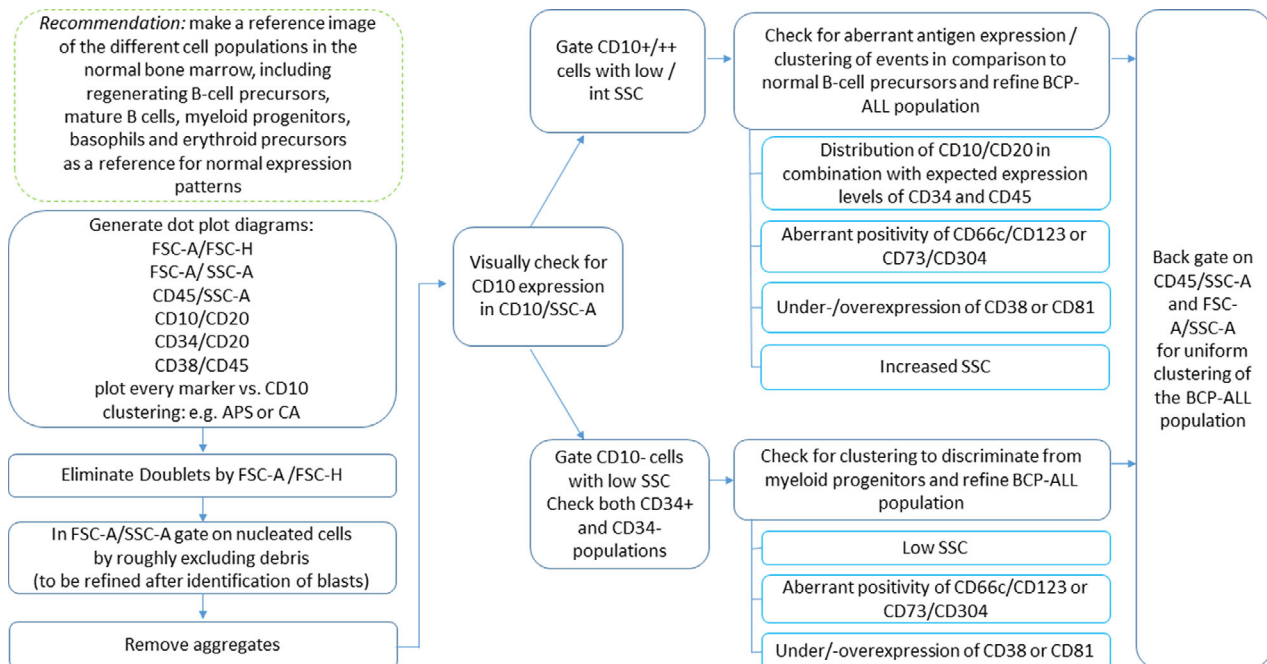 Recommendation: make a reference image
of the different cell populations in the
normal bone marrow, including
regenerating B-cell precursors,
mature B cells, myeloid progenitors,
basophils and erythroid precursors
as a reference for normal expression
patterns
Generate dot plot diagrams:
FSC-A/FSC-H
FSC-A/ SSC-A
CD45/SSC-A
CD10/CD20
CD34/CD20
CD38/CD45
plot every marker vs. CD10
clustering: e.g. APS or CA
Eliminate Doublets by FSC-A /FSC-H
In FSC-A/SSC-A gate on nucleated cells
by roughly excluding debris
(to be refined after identification of blasts)
Remove aggregates
Visually check for
CD10 expression
in CD10/SSC-A
Gate CD10+/++
cells with low /
int SSC
Check for aberrant antigen expression /
clustering of events in comparison to
normal B-cell precursors and refine BCP-
ALL population
Distribution of CD10/CD20 in
combination with expected expression
levels of CD34 and CD45
Aberrant positivity of CD66c/CD123 or
CD73/CD304
Under-/overexpression of CD38 or CD81
Increased SSC
Gate CD10- cells
with low SSC
Check both CD34+
and CD34-
populations
Check for clustering to discriminate from
myeloid progenitors and refine BCP-ALL
population
Low SSC
Aberrant positivity of CD66c/CD123 or
CD73/CD304
Under/-overexpression of CD38 or CD81
Back gate on
CD45/SSC-A
and FSC-
A/SSC-A
for uniform
clustering of
the BCP-ALL
population